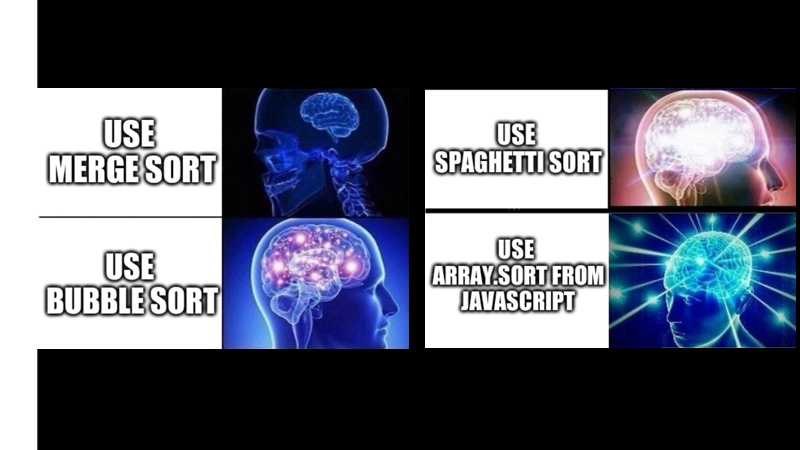 USE
MERGE SORT
USE
BUBBLE SORT
USE
SPAGHETTI SORT
USE
ARRAY.SORT FROM
JAVASCRIPT